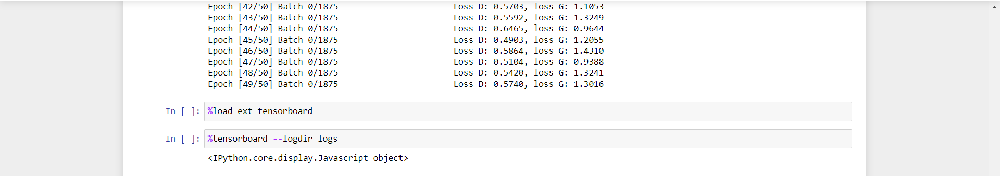 Epoch [42/50] Batch 0/1875 Loss D: 0.5703, loss G: 1.1053
Epoch [43/50] Batch 0/1875 Loss D: 0.5592, loss G: 1.3249
Epoch [44/50] Batch 0/1875 Loss D: 0.6465, loss G: 0.9644
Epoch [45/50] Batch 0/1875 Loss D: 0.4903, loss G: 1.2055
Epoch [46/50] Batch 0/1875 Loss D: 0.5864, loss G: 1.4310
Epoch [47/50] Batch 0/1875 Loss D: 0.5104, loss G: 0.9388
Epoch [48/50] Batch 0/1875 Loss D: 0.5420, loss G: 1.3241
Epoch [49/50] Batch 0/1875 Loss D: 0.5740, loss G: 1.3016
In [ ]: %load_ext tensorboard
In [ ]: %tensorboard --logdir logs
<IPython.core.display.Javascript object>